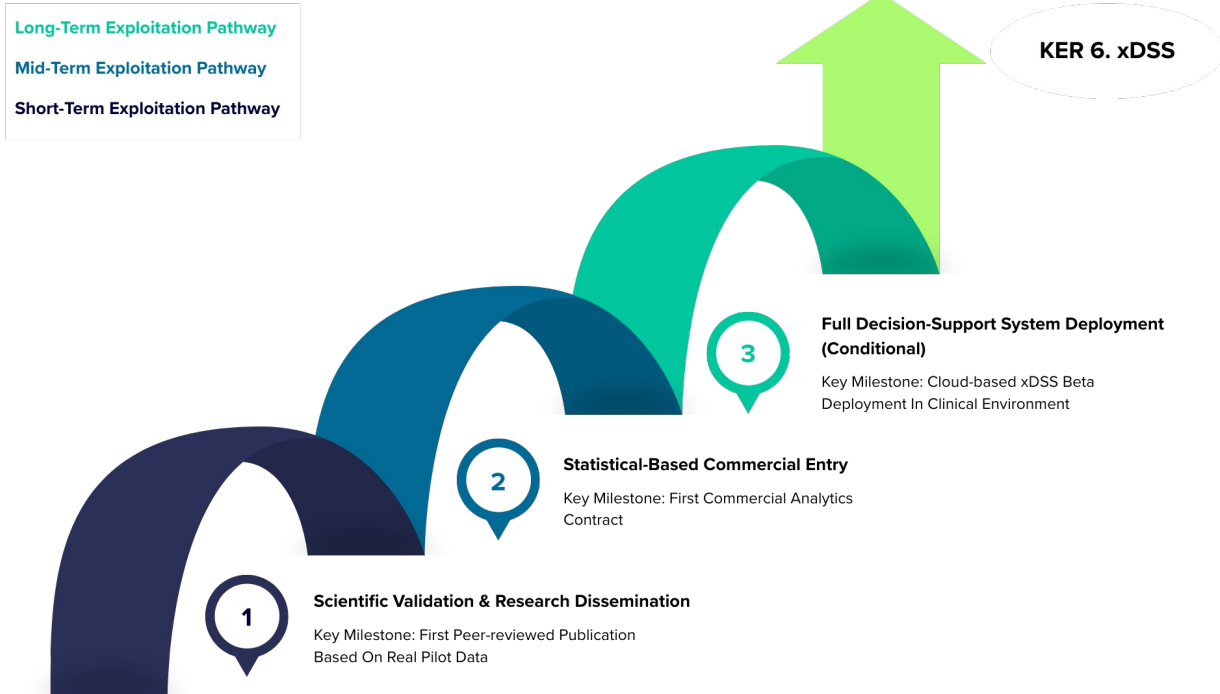 Long-Term Exploitation Pathway
Mid-Term Exploitation Pathway
Short-Term Exploitation Pathway
KER 6. xDSS
3
Full Decision-Support System Deployment
(Conditional)
Key Milestone: Cloud-based xDSS Beta
Deployment In Clinical Environment
2
Statistical-Based Commercial Entry
Key Milestone: First Commercial Analytics
Contract
1
Scientific Validation & Research Dissemination
Key Milestone: First Peer-reviewed Publication
Based On Real Pilot Data